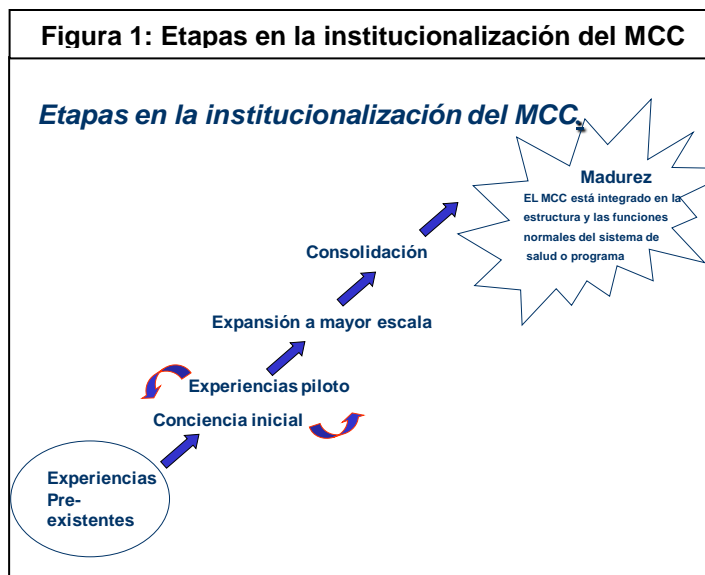 Figura 1: Etapas en la institucionalización del MCC
Etapas en la institucionalización del MCC
Madurez
EL MCC está integrado en la
estructura y las funciones
normales del sistema de
salud o programa
Consolidación
Expansión a mayor escala
Experiencias piloto
Conciencia inicial
Experiencias
Pre-
existentes